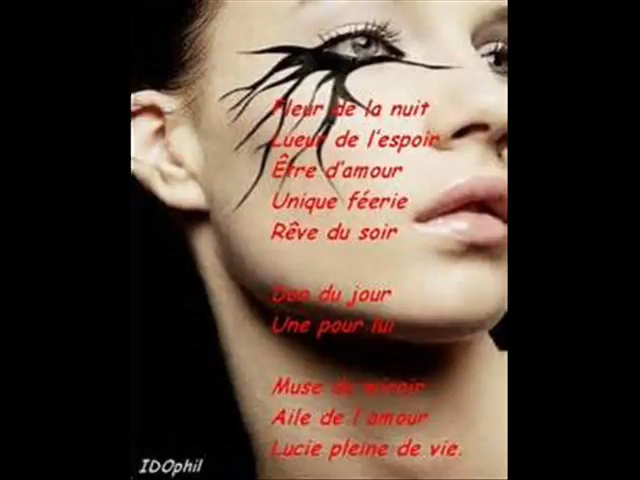 Fleur de la nuit
Lueur de l'espoir
Être d'amour
Unique féerie
Rêve du soir
Don du jour
Une pour lui
Muse du miroir
Aile de l'amour
Lucie pleine de vie.
IDOphil